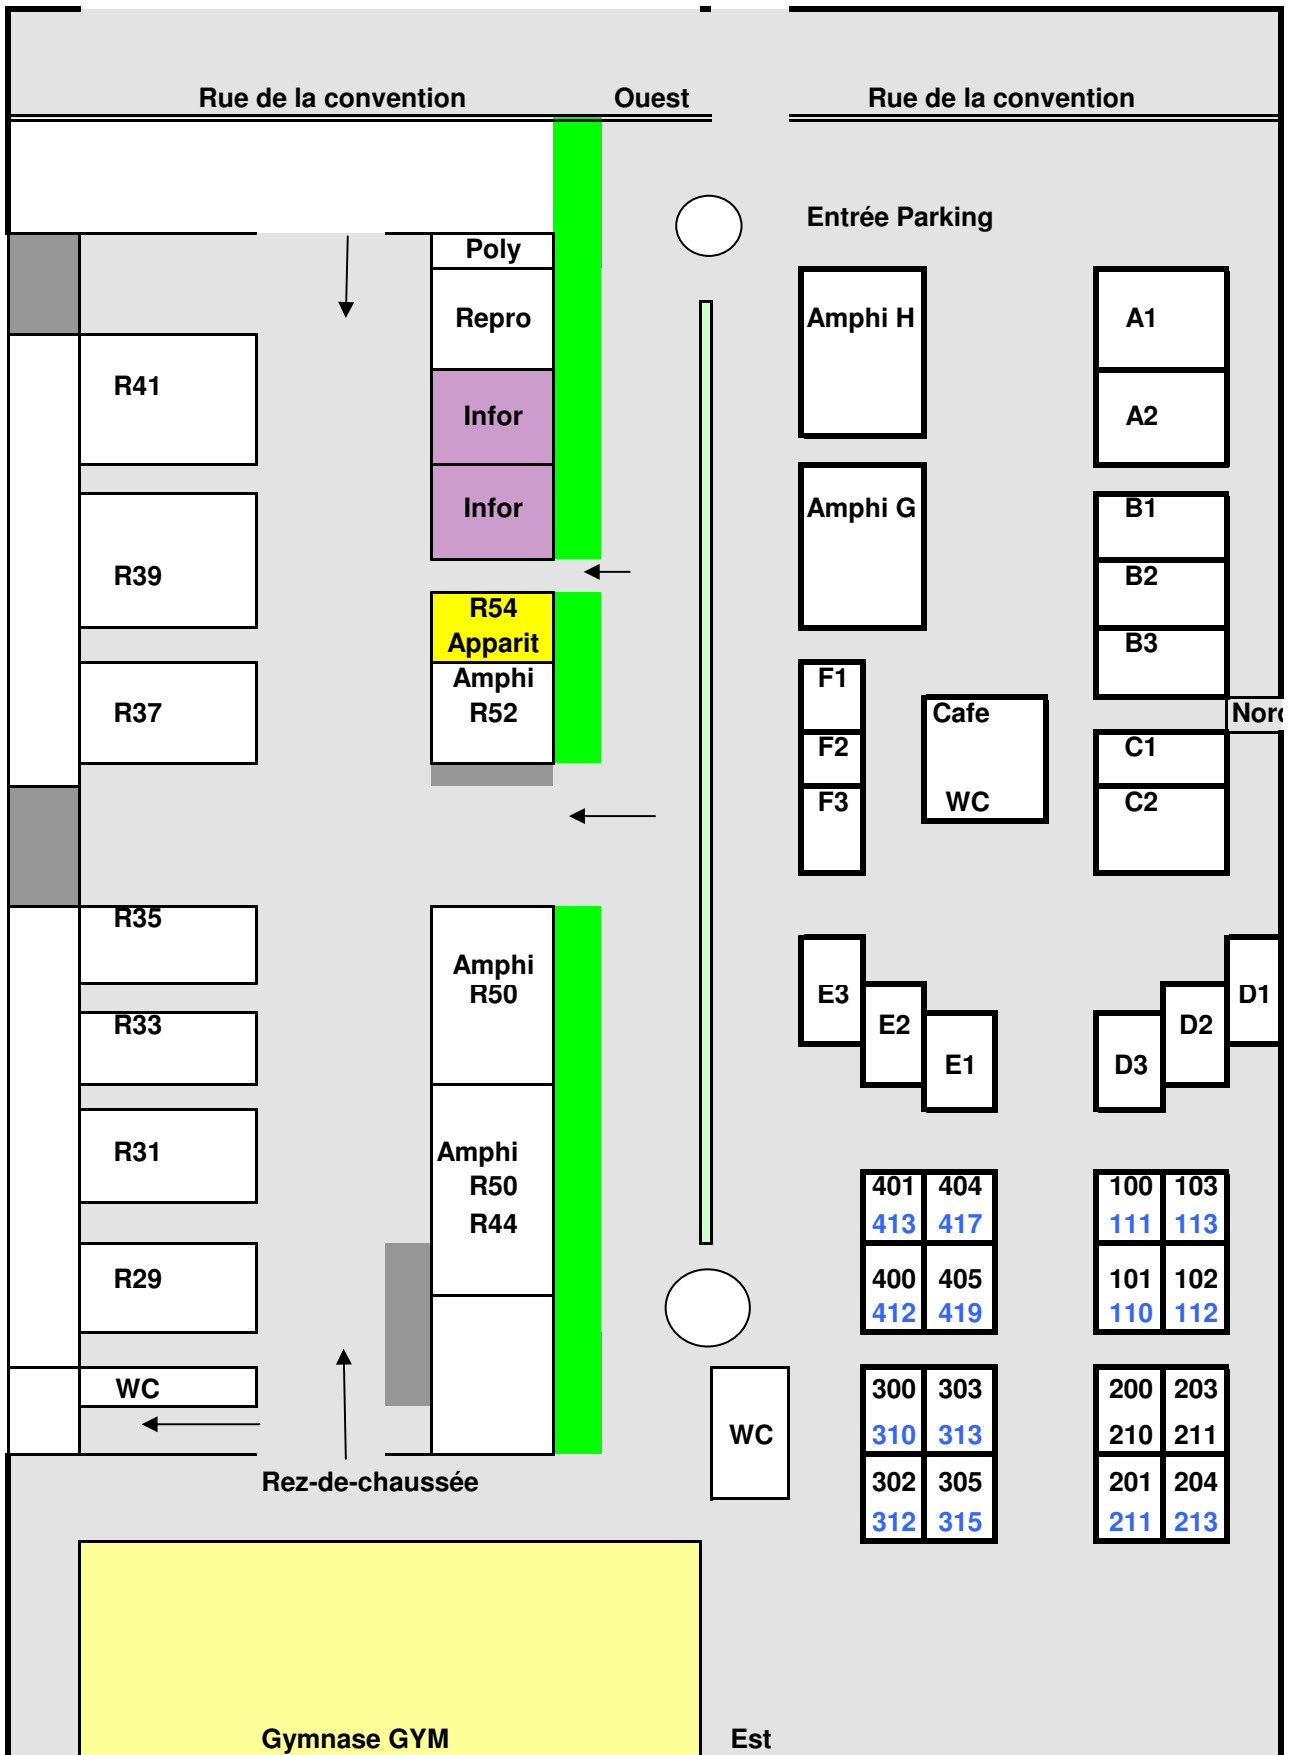 Rue de la convention Ouest Rue de la convention
Entrée Parking
Poly
Repro
Amphi H
A1
R41
Infor
A2
Infor
Amphi G
B1
R39
B2
R54
Apparit
B3
Amphi
R52
F1
R37
Cafe
F2
C1
F3
WC
C2
R35
Amphi
R50
E3
E2
E1
D3
D2
D1
R33
R31
Amphi
R50
R44
401 404
413 417
100 103
111 113
R29
400 405
412 419
101 102
110 112
WC
300 303
310 313
200 203
210 211
WC
302 305
312 315
201 204
211 213
Rez-de-chaussée
Gymnase GYM
Est